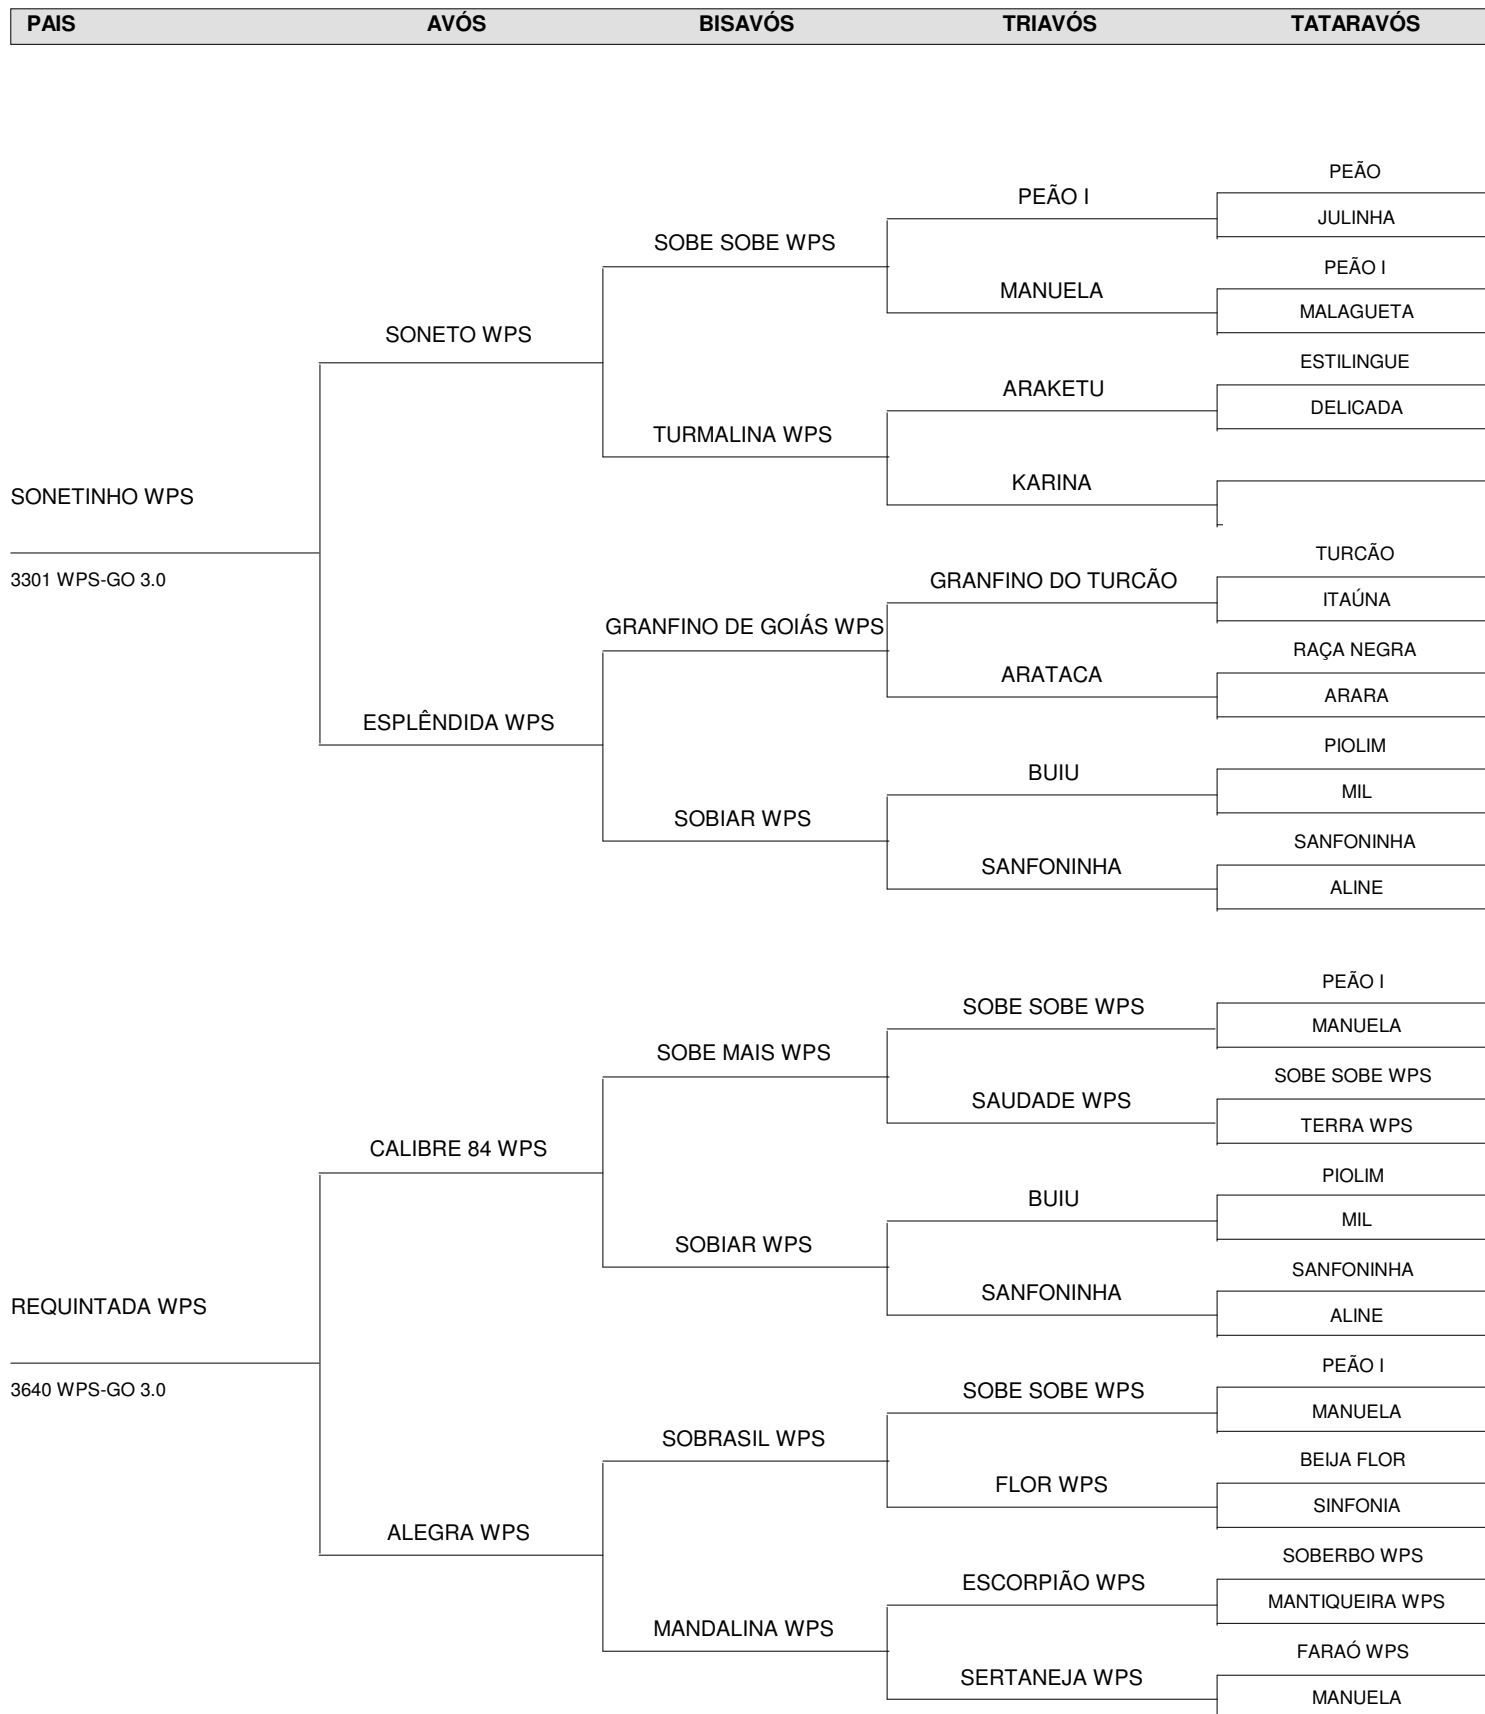 PAIS AVÓS BISAVÓS TRIAVÓS TATARAVÓS
PEÃO
PEÃO I
JULINHA
SOBE SOBE WPS
PEÃO I
MANUELA
MALAGUETA
SONETO WPS
ESTILINGUE
ARAKETU
DELICADA
TURMALINA WPS
KARINA
SONETINHO WPS
TURCÃO
3301 WPS-GO 3.0
GRANFINO DO TURCÃO
ITAÚNA
GRANFINO DE GOIÁS WPS
RAÇA NEGRA
ARATACA
ARARA
ESPLÊNDIDA WPS
PIOLIM
BUIU
MIL
SOBIAR WPS
SANFONINHA
SANFONINHA
ALINE
PEÃO I
SOBE SOBE WPS
MANUELA
SOBE MAIS WPS
SOBE SOBE WPS
SAUDADE WPS
TERRA WPS
CALIBRE 84 WPS
PIOLIM
BUIU
MIL
SOBIAR WPS
SANFONINHA
SANFONINHA
REQUINTADA WPS
ALINE
PEÃO I
3640 WPS-GO 3.0
SOBE SOBE WPS
MANUELA
SOBRASIL WPS
BEIJA FLOR
FLOR WPS
SINFONIA
ALEGRA WPS
SOBERBO WPS
ESCORPIÃO WPS
MANTIQUEIRA WPS
MANDALINA WPS
FARAÓ WPS
SERTANEJA WPS
MANUELA